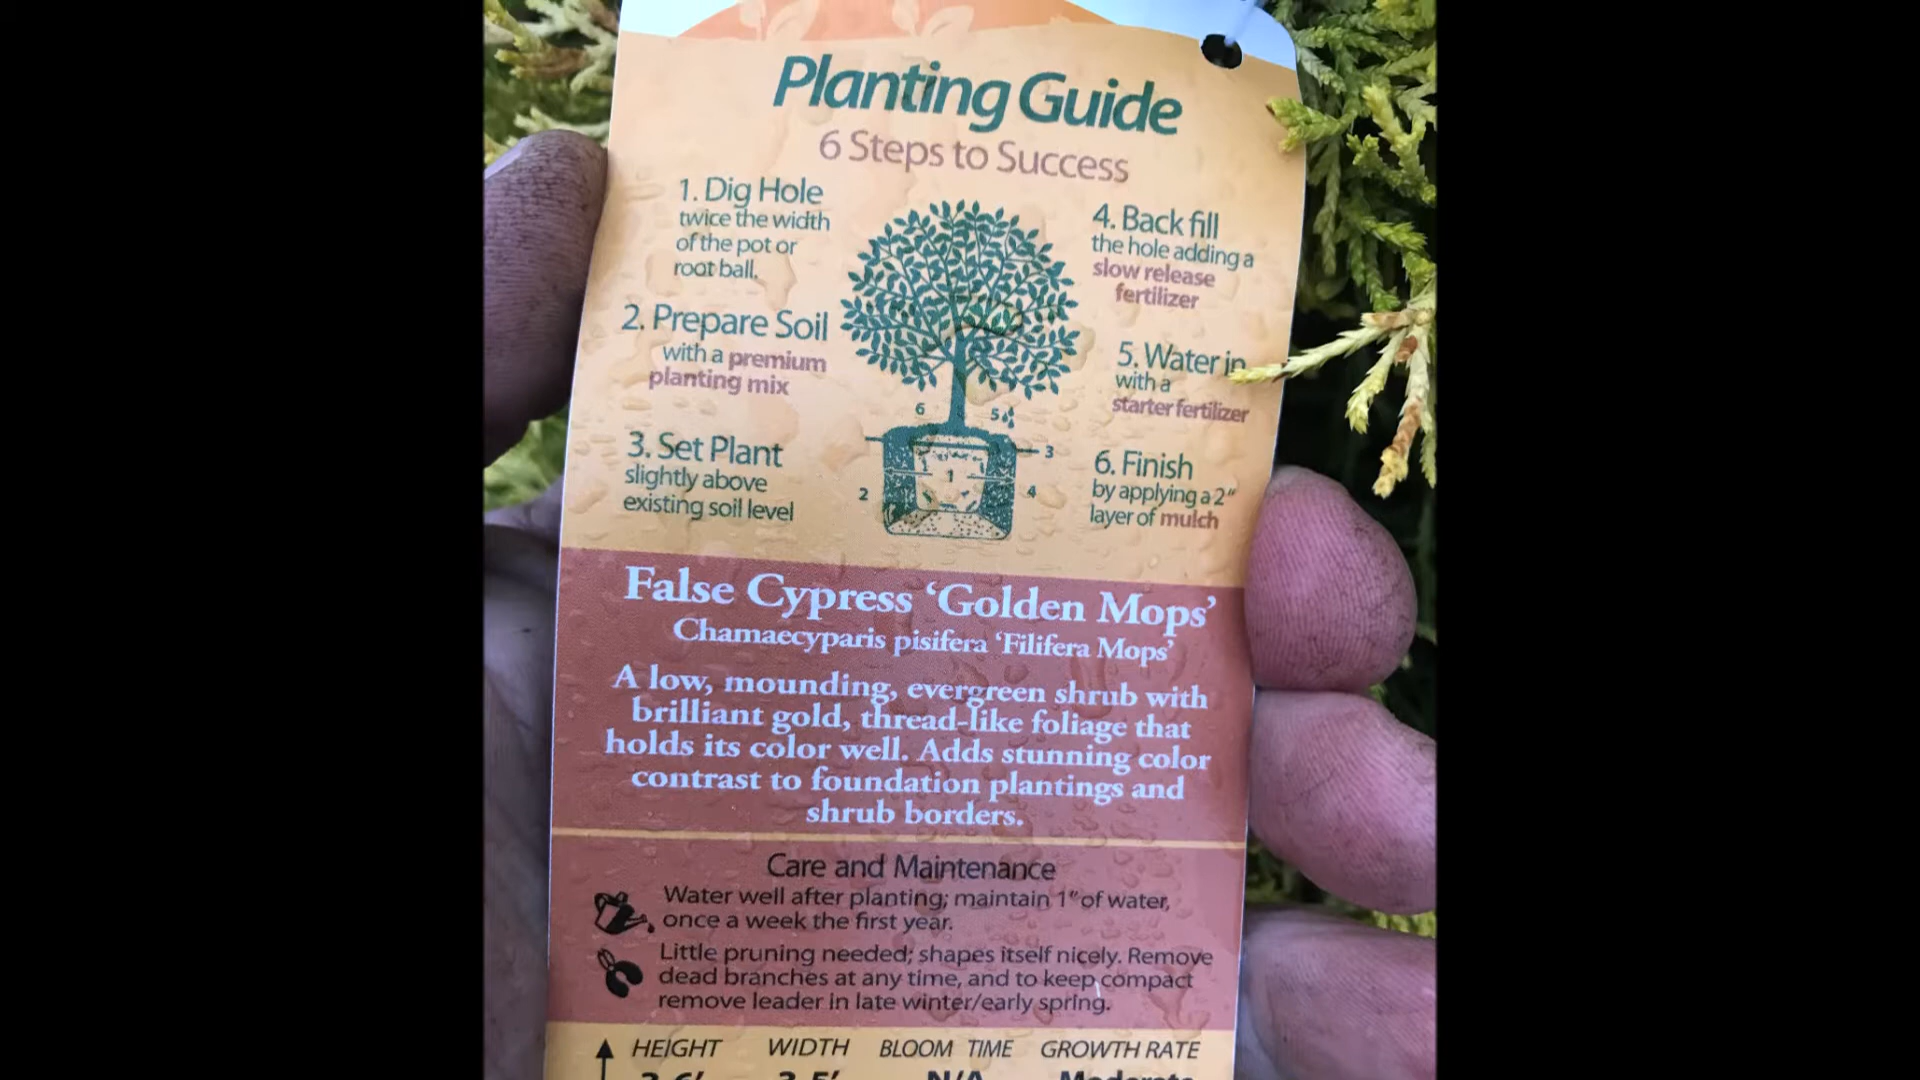 Planting Guide
6 Steps to Success
1. Dig Hole
twice the width
of the pot or
root ball.
2. Prepare Soil
with a premium
planting mix
3. Set Plant
slightly above
existing soil level
4. Back fill
the hole adding a
slow release
fertilizer
5. Water in
with a
starter fertilizer
6. Finish
by applying a 2"
layer of mulch
6 5
3
1
2 4
False Cypress ‘Golden Mops’
Chamaecyparis pisifera ‘Filifera Mops’
A low, mounding, evergreen shrub with
brilliant gold, thread-like foliage that
holds its color well. Adds stunning color
contrast to foundation plantings and
shrub borders.
Care and Maintenance
Water well after planting; maintain 1" of water,
once a week the first year.
Little pruning needed; shapes itself nicely. Remove
dead branches at any time, and to keep compact
remove leader in late winter/early spring.
HEIGHT WIDTH BLOOM TIME GROWTH RATE
N/A Moderate